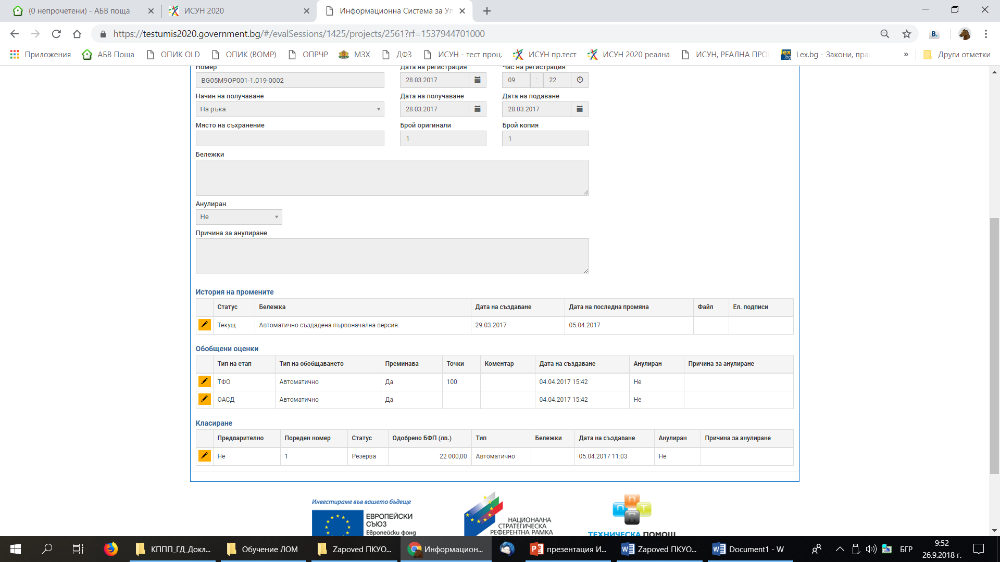 (0 непрочетени) - АБВ поща
ИСУН 2020
Информационна Система за Уп
https://testumis2020.government.bg/#/evalSessions/1425/projects/2561?rf=1537944701000
Приложения АБВ Поща ОПИК OLD ОПИК (ВОМР) ОПРЧР МЗХ ДФЗ ИСУН - тест проц. ИСУН пр.тест ИСУН 2020 реална ИСУН, РЕАЛНА ПРО Lex.bg - Закони, пра » Други отметки
Номер Дата на регистрация Час на регистрация
BG05M9OP001-1.019-0002 28.03.2017 09 : 22
Начин на получаване Дата на получаване Дата на подаване
На ръка 28.03.2017 28.03.2017
Място на съхранение Брой оригинали Брой копия
1 1
Бележки
Анулиран
Не
Причина за анулиране
История на промените
Статус Бележка Дата на създаване Дата на последна промяна Файл Ел. подписи
Текущ Автоматично създадена първоначална версия. 29.03.2017 05.04.2017
Обобщени оценки
Тип на етап Тип на обобщаването Преминава Точки Коментар Дата на създаване Анулиран Причина за анулиране
ТФО Автоматично Да 100 04.04.2017 15:42 Не
ОАСД Автоматично Да 04.04.2017 15:42 Не
Класиране
Предварително Пореден номер Статус Одобрено БФП (лв.) Тип Бележки Дата на създаване Анулиран Причина за анулиране
Не 1 Резерва 22 000,00 Автоматично 05.04.2017 11:03 Не
Инвестираме във вашето бъдеще
ЕВРОПЕЙСКИ
СЪЮЗ
Европейски фонд
НАЦИОНАЛНА
СТРАТЕГИЧЕСКА
РЕФЕРЕНТНА РАМКА
П П Т П
ТЕХНИЧЕСКА ПОМОЩ
КППП_ГД_Докл... Обучение ЛОМ Zapoved ПКУО... Информацион... презентация И... Zapoved ПКУО... Document1 - W БГР
9:52
26.9.2018 г.